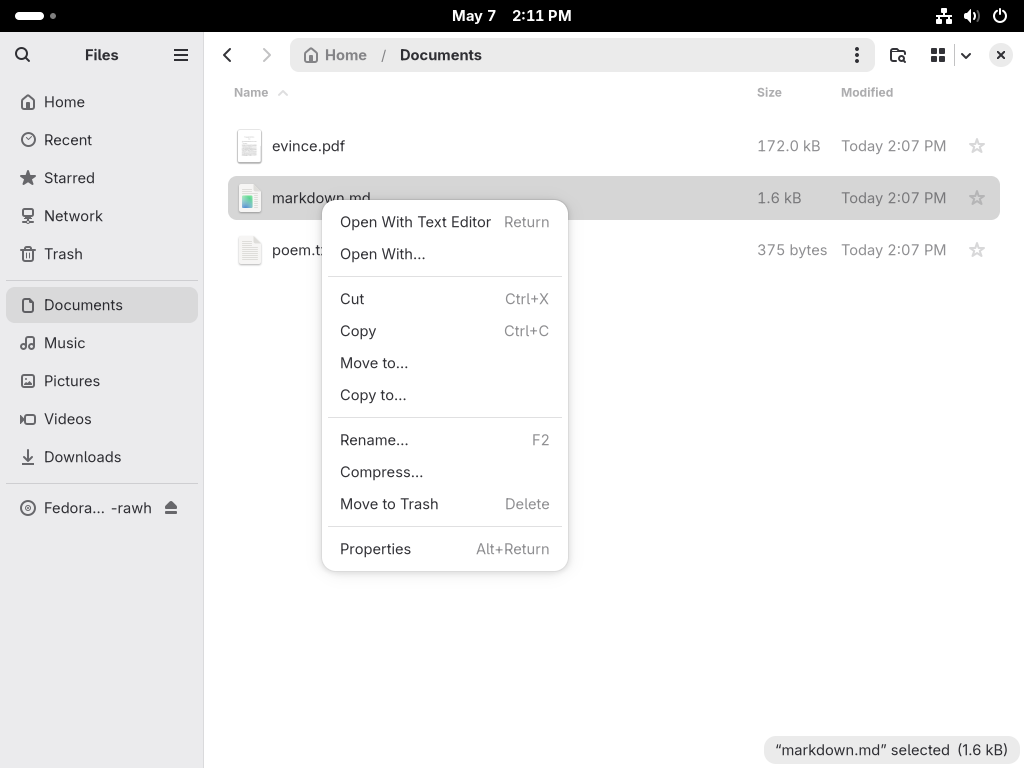 May 7 2:11 PM
Files
Home / Documents
Name Size Modified
Home
Recent
Starred
Network
Trash
Documents
Music
Pictures
Videos
Downloads
Fedora... -rawh
evince.pdf 172.0 kB Today 2:07 PM
markdown.md 1.6 kB Today 2:07 PM
poem.t 375 bytes Today 2:07 PM
Open With Text Editor Return
Open With...
Cut Ctrl+X
Copy Ctrl+C
Move to...
Copy to...
Rename... F2
Compress...
Move to Trash Delete
Properties Alt+Return
“markdown.md” selected (1.6 kB)